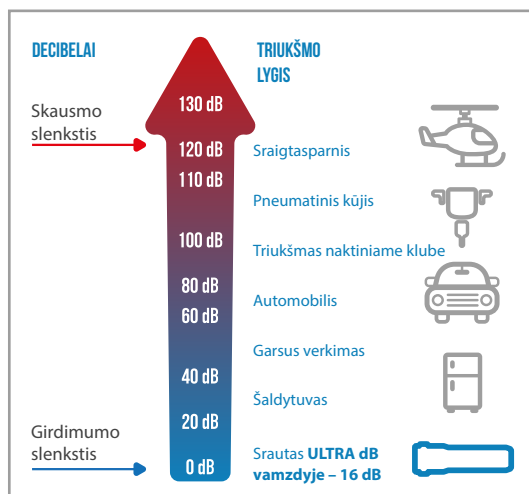 DECIBELAI
TRIUKŠMO
LYGIS
130 dB
Skausmo
slenkstis
120 dB
Sraigtasparnis
110 dB
Pneumatinis kūjis
100 dB
Triukšmas naktiniame klube
80 dB
Automobilis
60 dB
Garsus verkimas
40 dB
Šaldytuvas
20 dB
Girdimumo
slenkstis
0 dB
Srautas ULTRA dB
vamzdyje – 16 dB